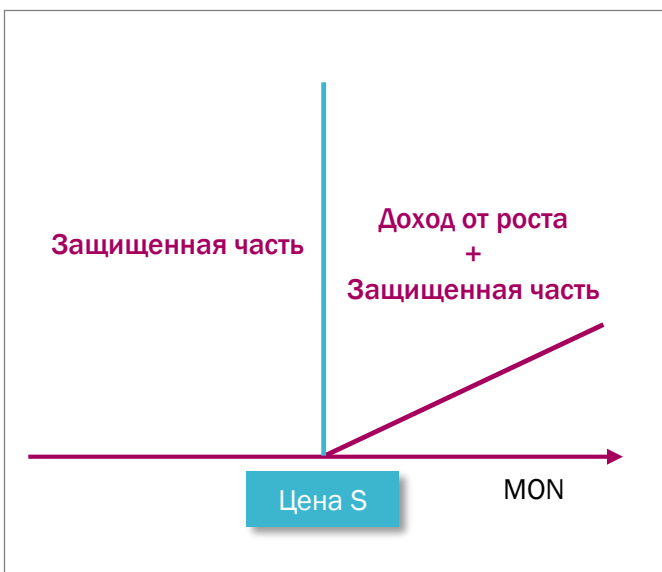 Защищенная часть
Доход от роста
+
Защищенная часть
Цена S
MON